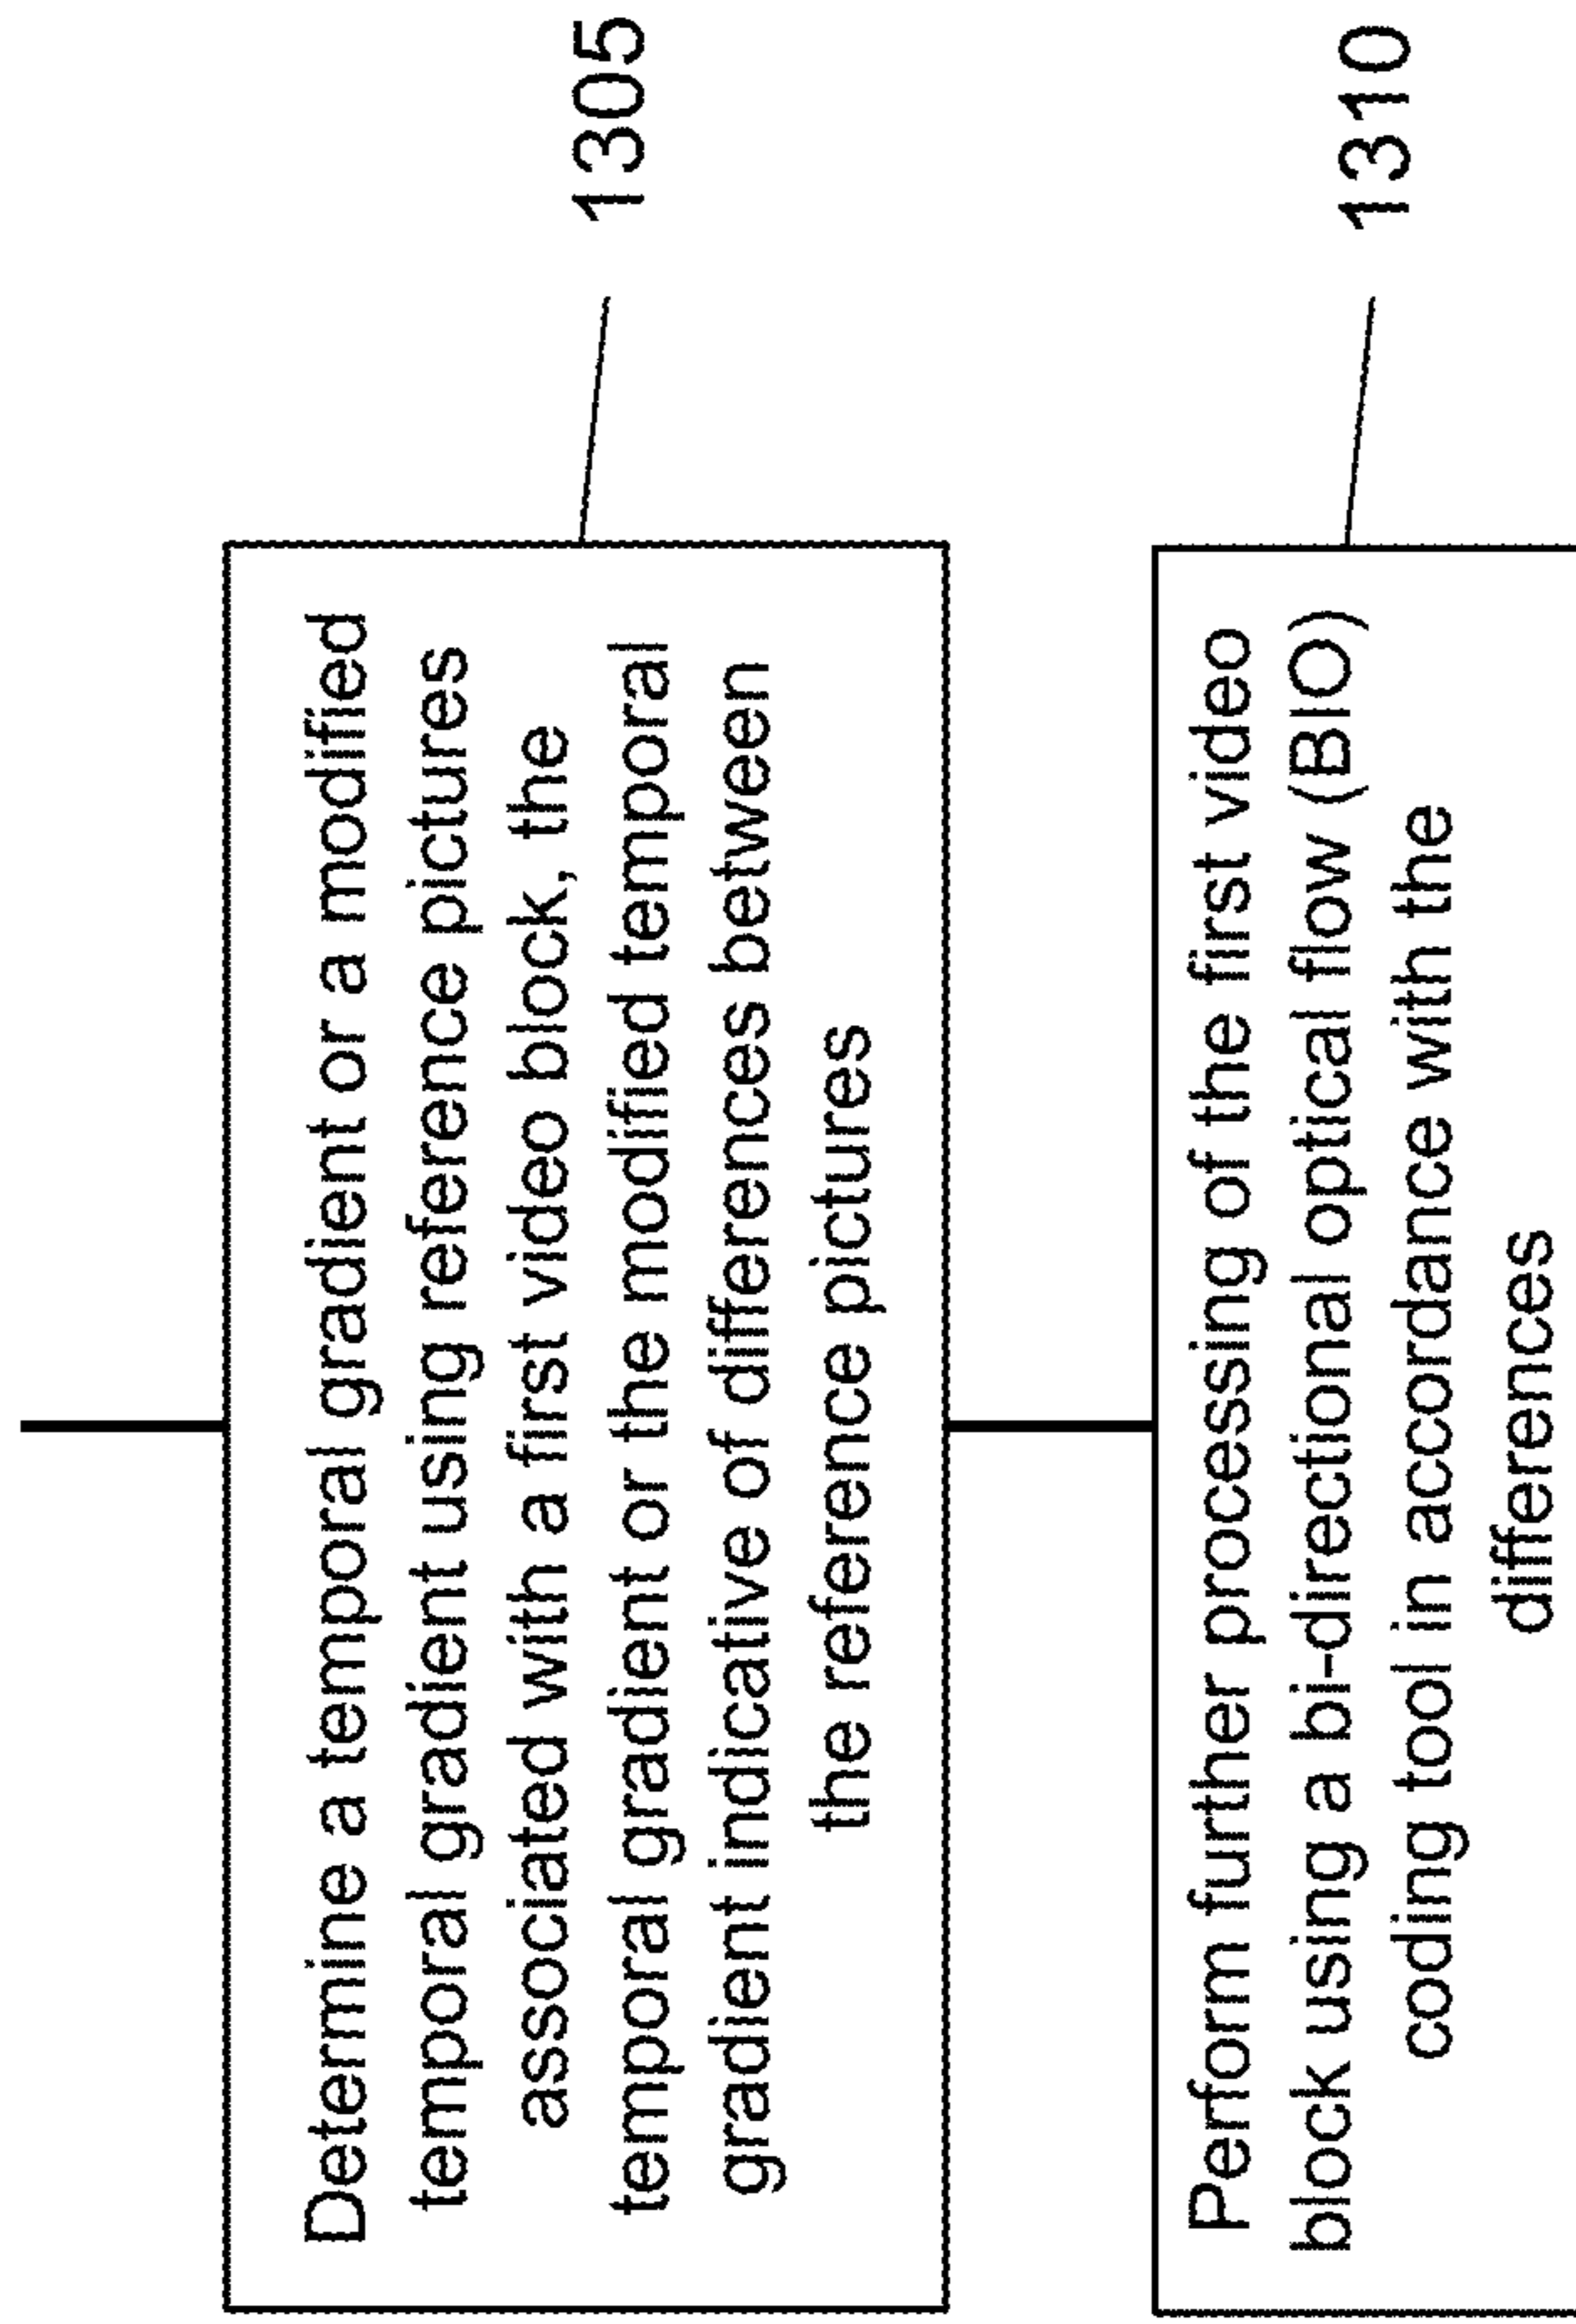 Determine a temporal gradient or a modified
temporal gradient using reference pictures
associated with a first video block, the
temporal gradient or the modified temporal
gradient indicative of differences between
the reference pictures
1305
Perform further processing of the first video
block using a bi-directional optical flow (BIO)
coding tool in accordance with the
differences
1310